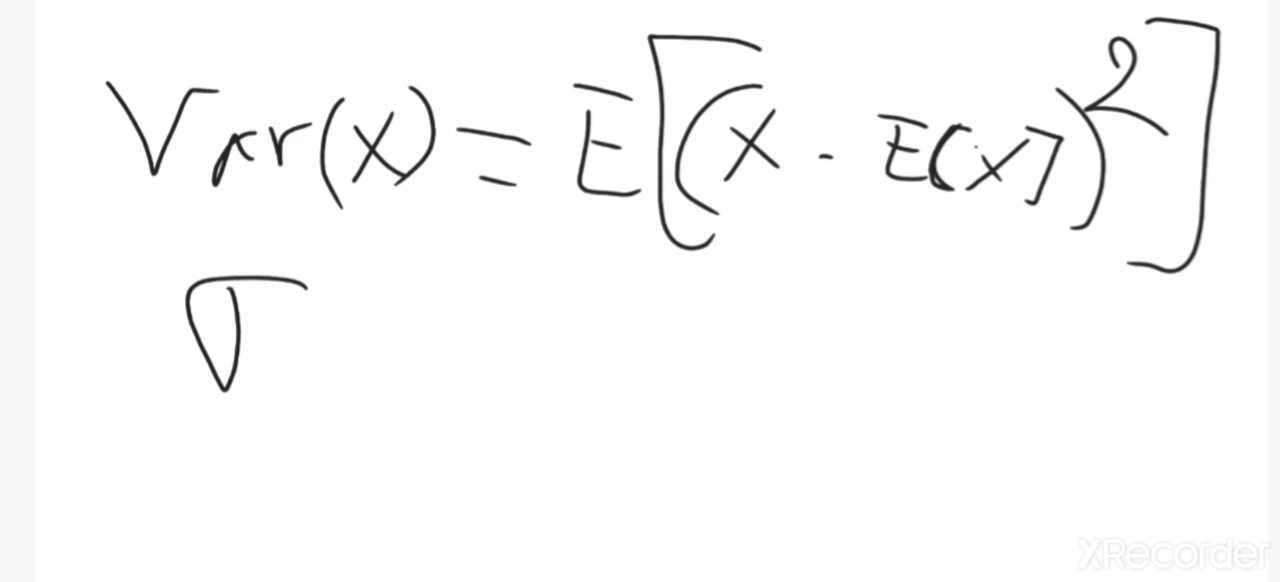 Var(X) = E[(X - E(X])²]
σ
XRecorder